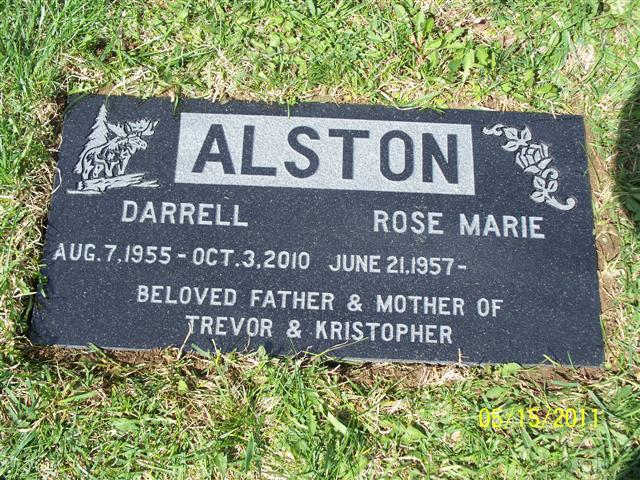 ALSTON
DARRELL ROSE MARIE
AUG. 7, 1955 - OCT. 3, 2010 JUNE 21, 1957 -
BELOVED FATHER & MOTHER OF
TREVOR & KRISTOPHER
05/15/2011